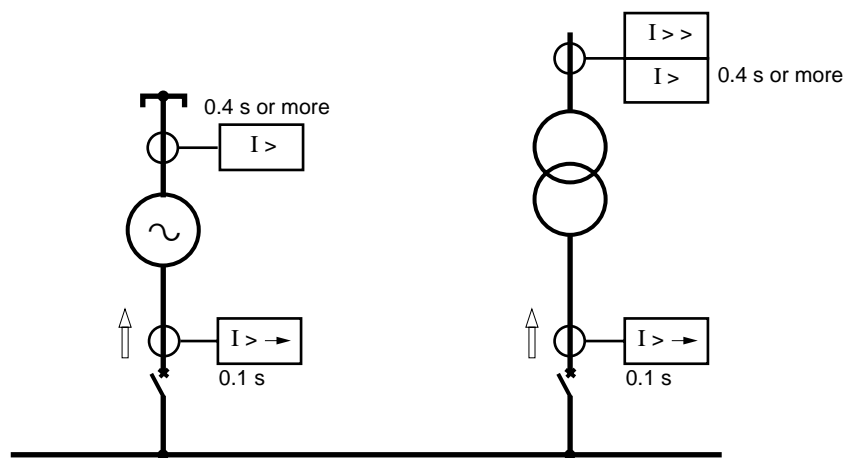 0.4 s or more
I >
I > →
0.1 s
I > >
I >
0.4 s or more
I > →
0.1 s